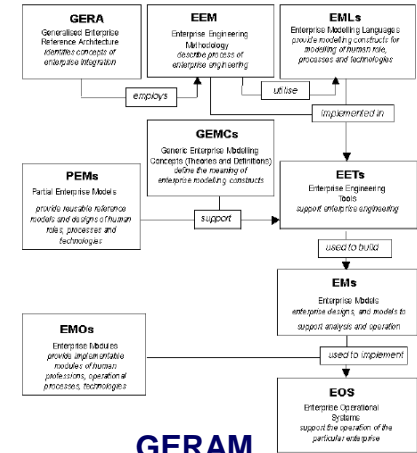 GERA
Generalised Enterprise
Reference Architecture
identifies concepts of
enterprise integration
EEM
Enterprise Engineering
Methodology
describe process of
enterprise engineering
EMLs
Enterprise Modelling Languages
provide modelling constructs for
modelling of human role,
processes and technologies
employs
utilise
implemented in
GEMCs
Generic Enterprise Modelling
Concepts (Theories and Definitions)
define the meaning of
enterprise modelling constructs
PEMs
Partial Enterprise Models
provide reusable reference
models and designs of human
roles, processes and
technologies
support
EETs
Enterprise Engineering
Tools
support enterprise engineering
used to build
EMs
Enterprise Models
enterprise designs, and models to
support analysis and operation
EMOs
Enterprise Modules
provide implementable
modules of human
professions, operational
processes, technologies
used to implement
EOS
Enterprise Operational
Systems
support the operation of the
particular enterprise
GERAM